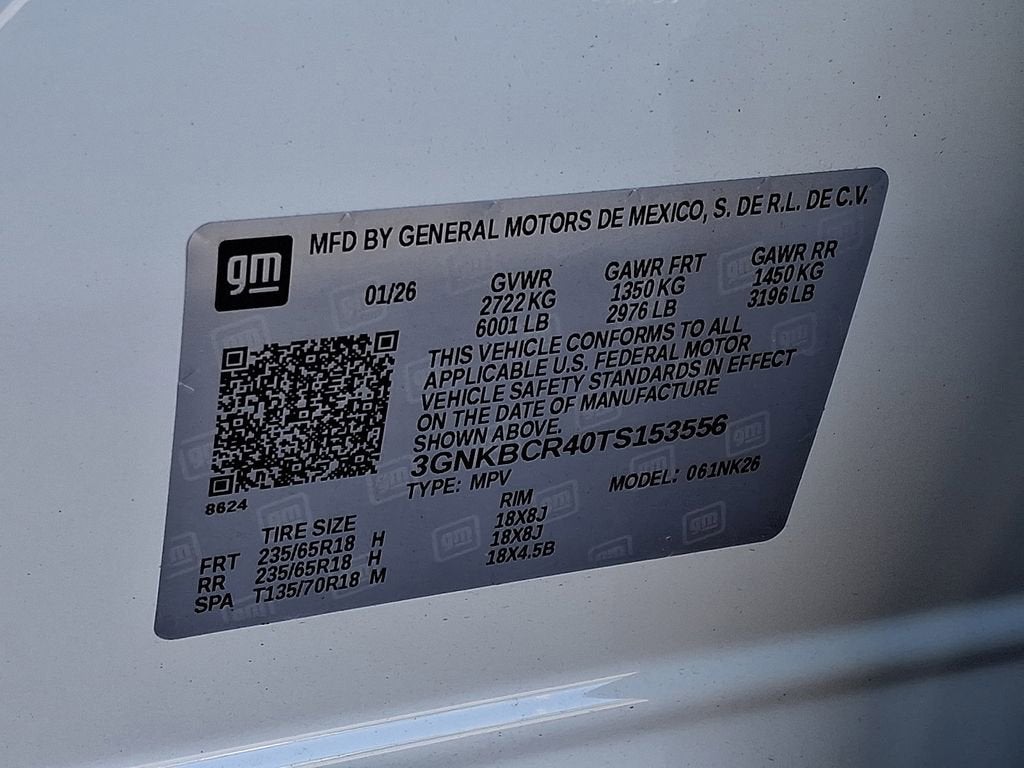 gm MFD BY GENERAL MOTORS DE MEXICO, S. DE R.L. DE C.V.
01/26 GVWR GAWR FRT GAWR RR
2722 KG 1350 KG 1450 KG
6001 LB 2976 LB 3196 LB
THIS VEHICLE CONFORMS TO ALL
APPLICABLE U.S. FEDERAL MOTOR
VEHICLE SAFETY STANDARDS IN EFFECT
ON THE DATE OF MANUFACTURE
SHOWN ABOVE.
3GNKBCR40TS153556
TYPE: MPV MODEL: 061NK26
8624
TIRE SIZE RIM
FRT 235/65R18 H 18X8J
RR 235/65R18 H 18X8J
SPA T135/70R18 M 18X4.5B